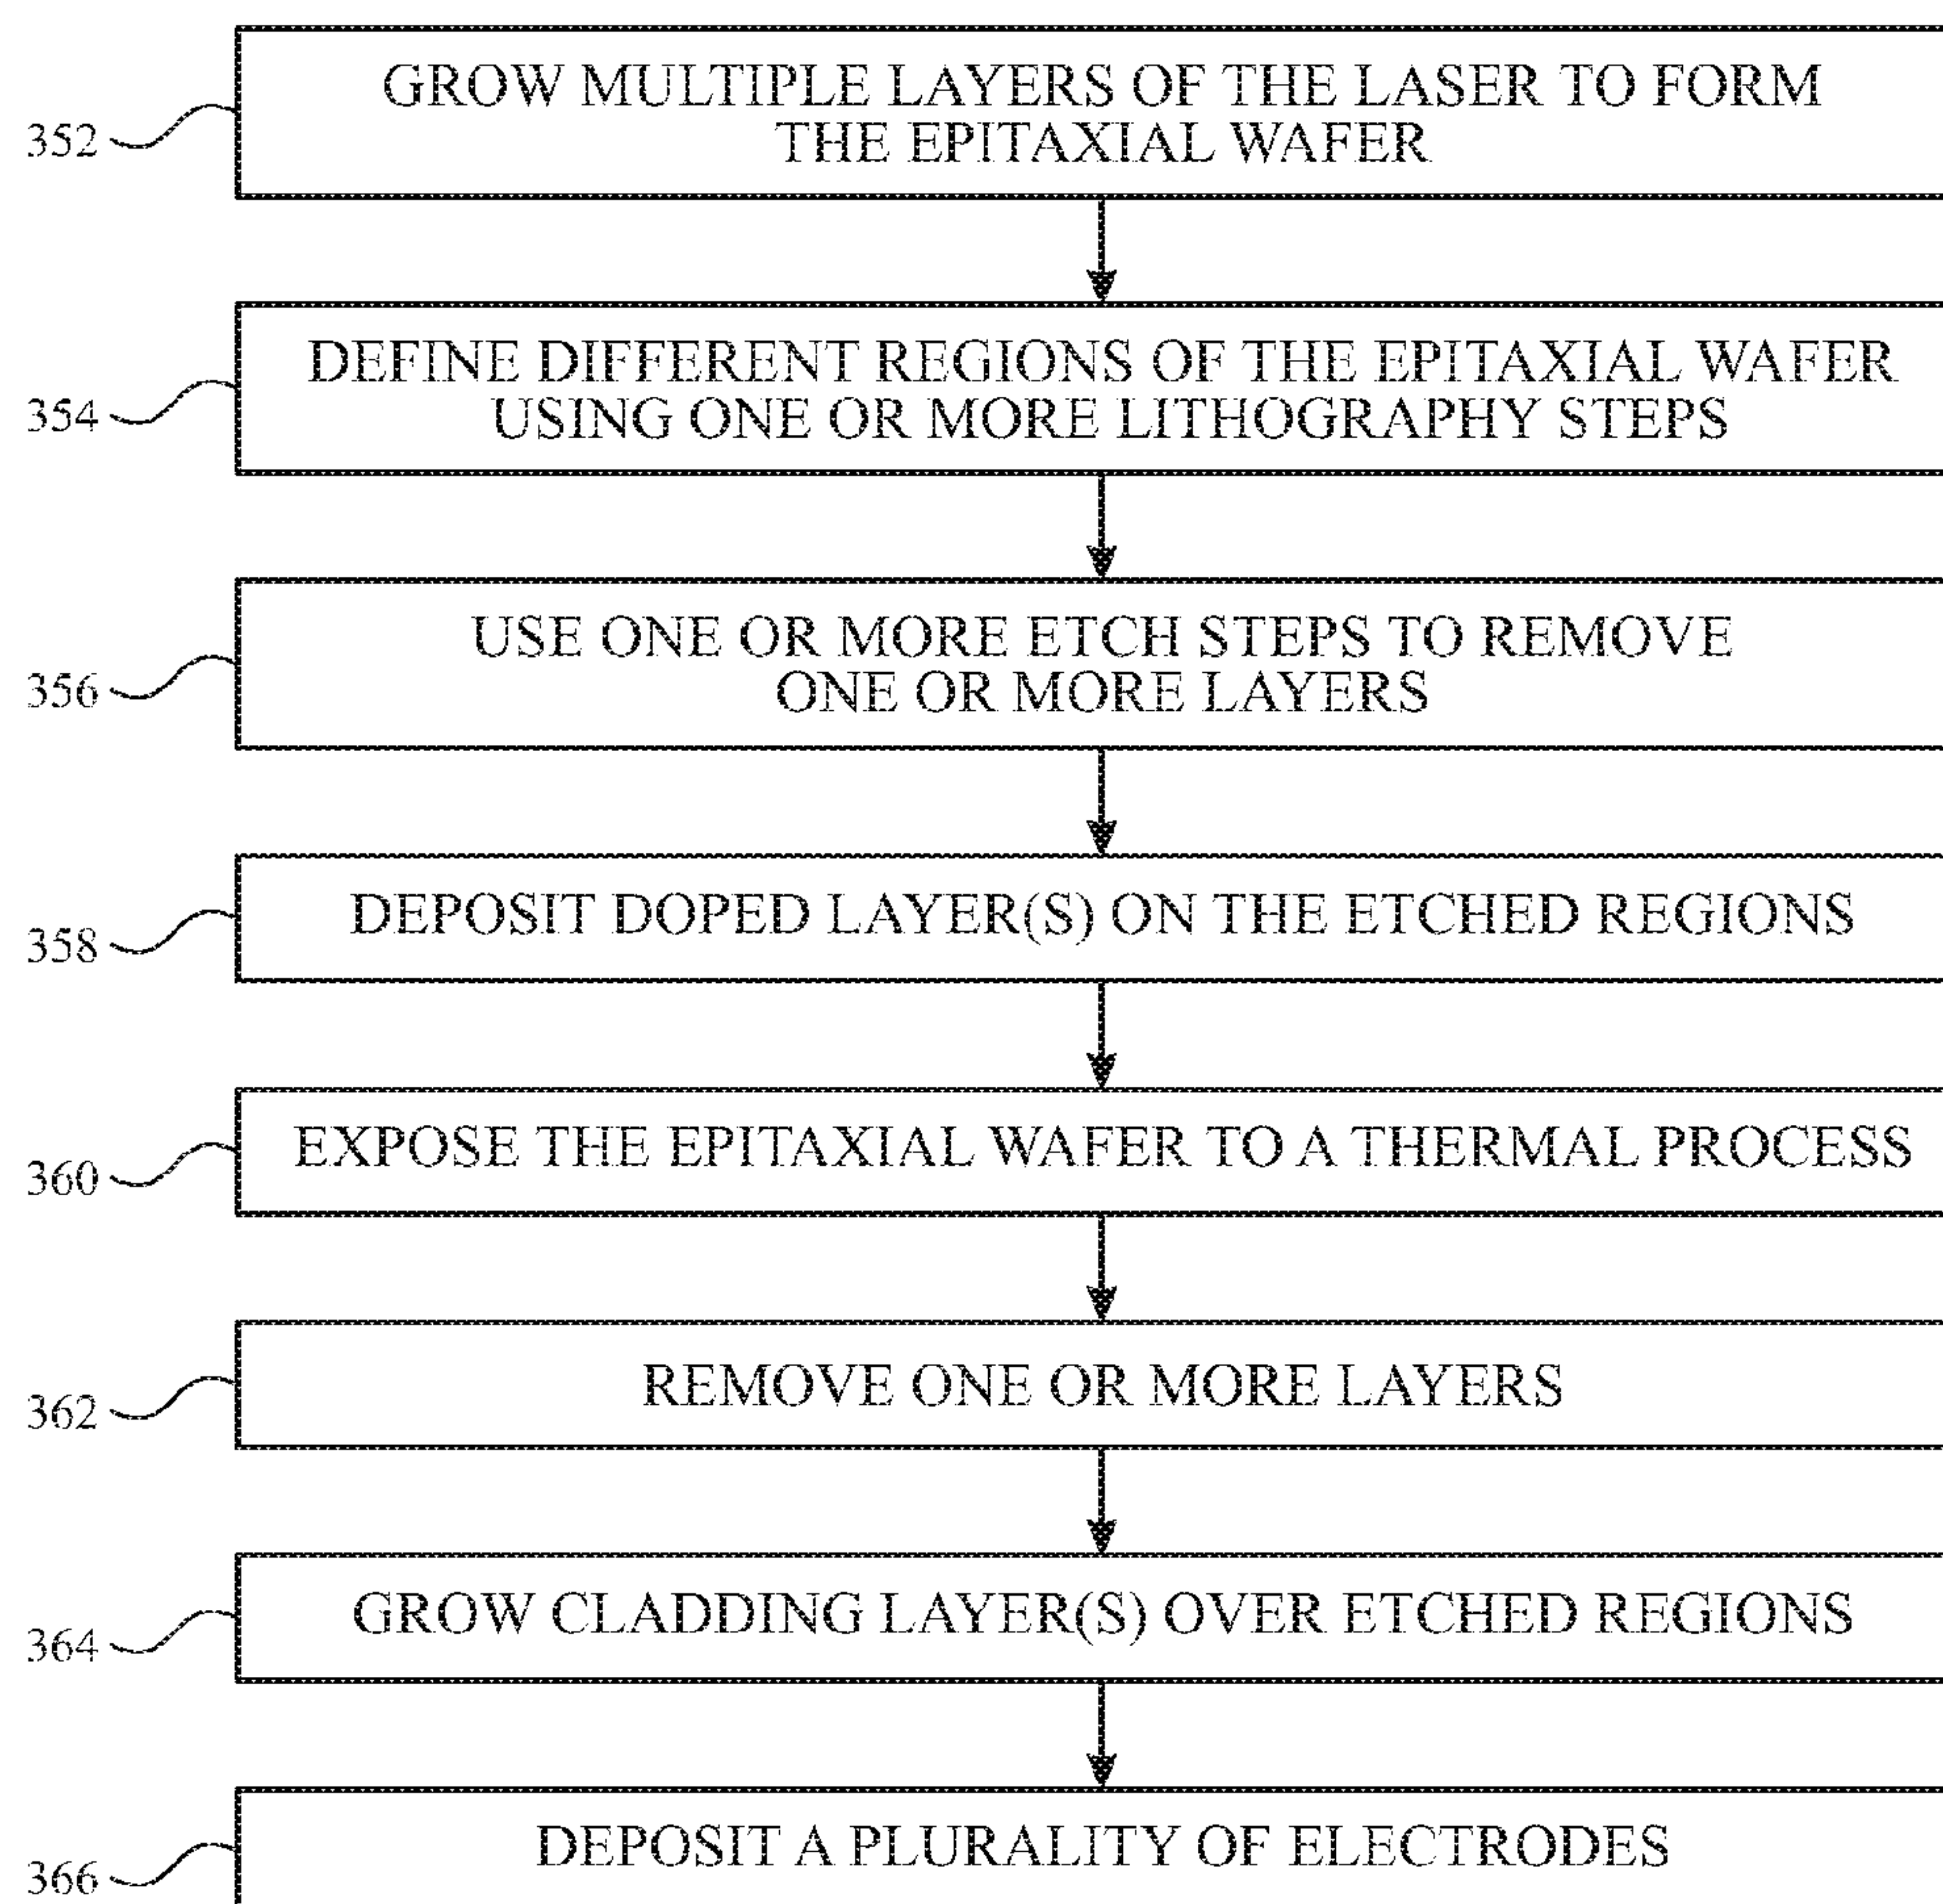 352
GROW MULTIPLE LAYERS OF THE LASER TO FORM
THE EPITAXIAL WAFER
354
DEFINE DIFFERENT REGIONS OF THE EPITAXIAL WAFER
USING ONE OR MORE LITHOGRAPHY STEPS
356
USE ONE OR MORE ETCH STEPS TO REMOVE
ONE OR MORE LAYERS
358
DEPOSIT DOPED LAYER(S) ON THE ETCHED REGIONS
360
EXPOSE THE EPITAXIAL WAFER TO A THERMAL PROCESS
362
REMOVE ONE OR MORE LAYERS
364
GROW CLADDING LAYER(S) OVER ETCHED REGIONS
366
DEPOSIT A PLURALITY OF ELECTRODES